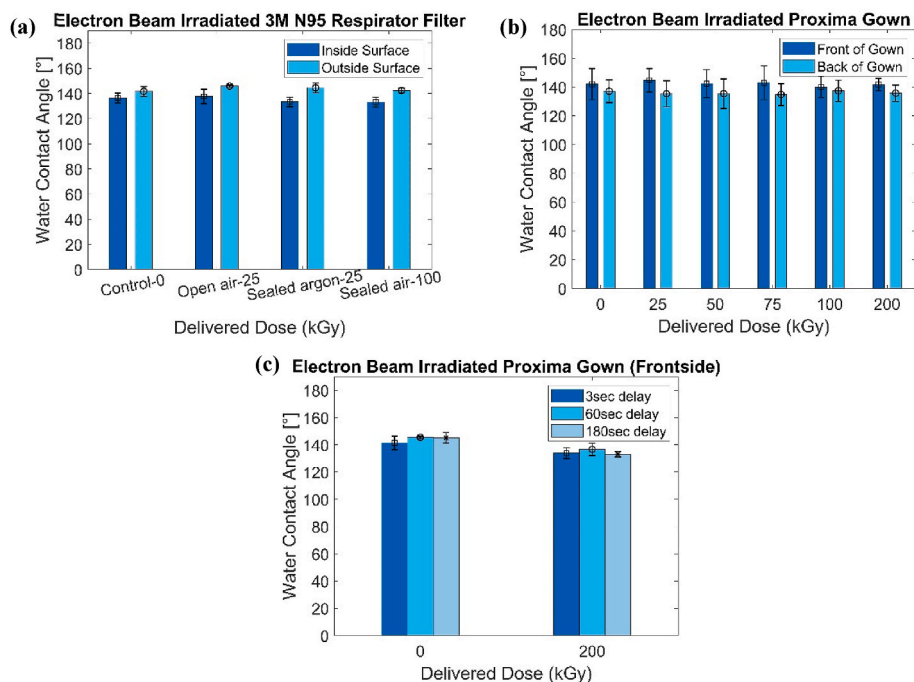 (a)
Electron Beam Irradiated 3M N95 Respirator Filter
Water Contact Angle [°]
180
160
140
120
100
80
60
40
20
0
Inside Surface
Outside Surface
Control-0
Open air-25
Sealed argon-25
Sealed air-100
Delivered Dose (kGy)
(b)
Electron Beam Irradiated Proxima Gown
Water Contact Angle [°]
180
160
140
120
100
80
60
40
20
0
Front of Gown
Back of Gown
0 25 50 75 100 200
Delivered Dose (kGy)
(c)
Electron Beam Irradiated Proxima Gown (Frontside)
Water Contact Angle [°]
180
160
140
120
100
80
60
40
20
0
3sec delay
60sec delay
180sec delay
0 200
Delivered Dose (kGy)